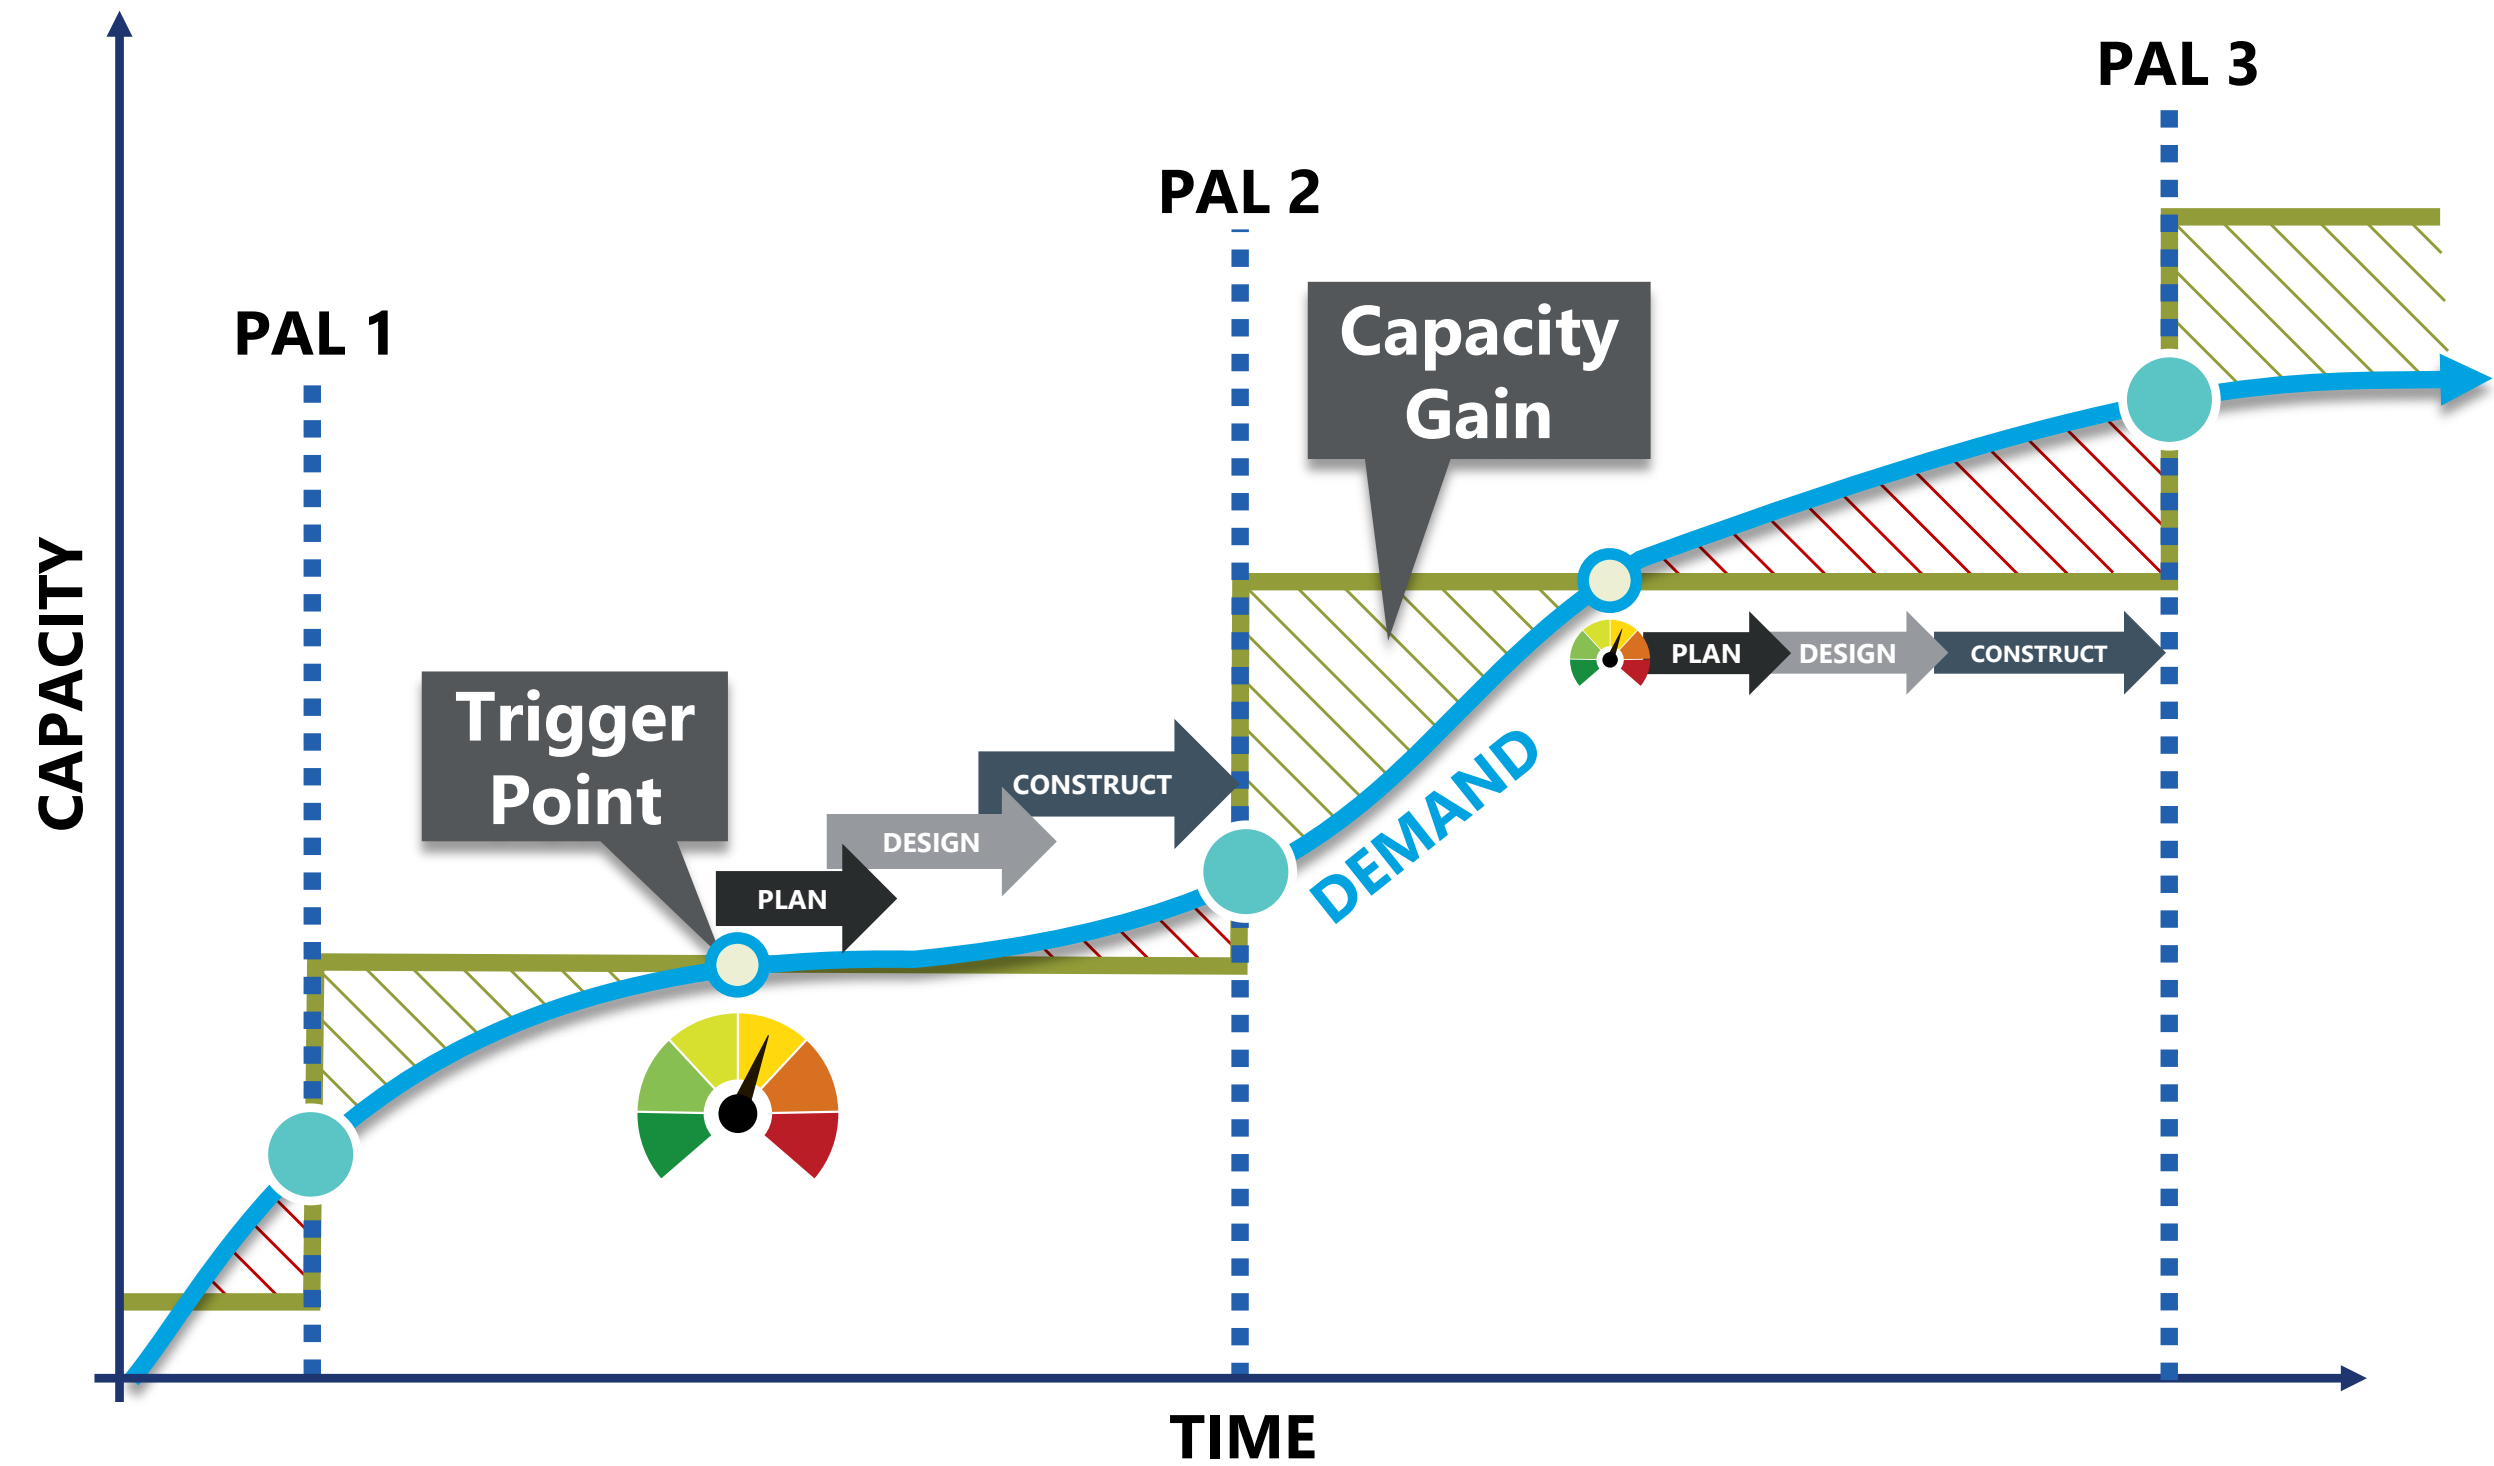 PAL 3
PAL 2
PAL 1
Capacity
Gain
CAPACITY
Trigger
Point
PLAN
DESIGN
CONSTRUCT
CONSTRUCT
DESIGN
PLAN
DEMAND
TIME